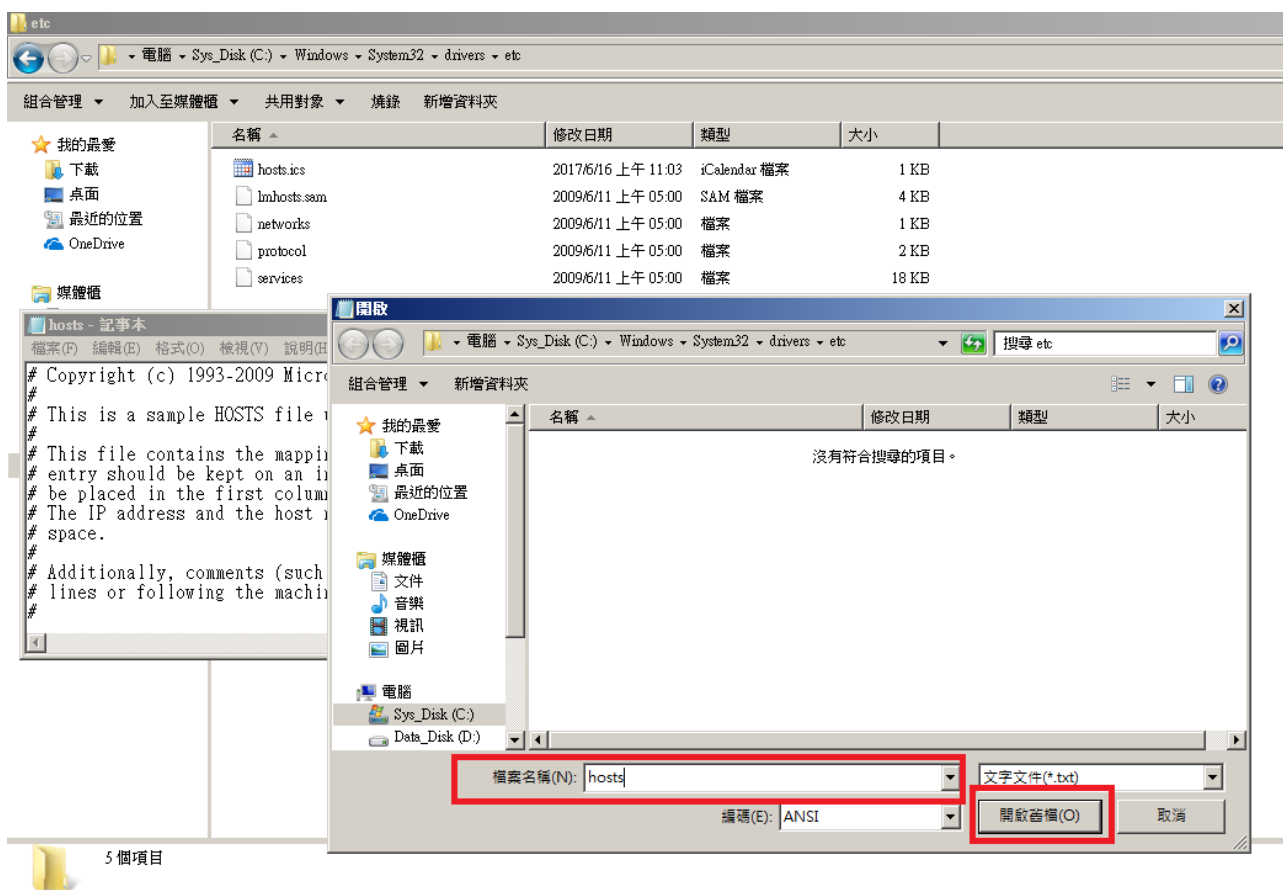 etc
電腦 Sys_Disk (C:) Windows System32 drivers etc
組合管理 加入至媒體櫃 共用對象 燒錄 新增資料夾
我的最愛
下載
桌面
最近的位置
OneDrive
媒體櫃
名稱 修改日期 類型 大小
hosts.ics 2017/6/16 上午 11:03 iCalendar 檔案 1 KB
lmhosts.sam 2009/6/11 上午 05:00 SAM 檔案 4 KB
networks 2009/6/11 上午 05:00 檔案 1 KB
protocol 2009/6/11 上午 05:00 檔案 2 KB
services 2009/6/11 上午 05:00 檔案 18 KB
hosts - 記事本
檔案(F) 編輯(E) 格式(O) 檢視(V) 說明(H
# Copyright (c) 1993-2009 Micro
#
# This is a sample HOSTS file
#
# This file contains the mappi
# entry should be kept on an i
# be placed in the first colum
# The IP address and the host
# space.
#
# Additionally, comments (such
# lines or following the machi
#
開啟
電腦 Sys_Disk (C:) Windows System32 drivers etc 搜尋 etc
組合管理 新增資料夾
我的最愛
下載
桌面
最近的位置
OneDrive
媒體櫃
文件
音樂
視訊
圖片
電腦
Sys_Disk (C:)
Data_Disk (D:)
名稱 修改日期 類型 大小
沒有符合搜尋的項目。
檔案名稱(N): hosts 文字文件(*.txt)
編碼(E): ANSI 開啟舊檔(O) 取消
5 個項目